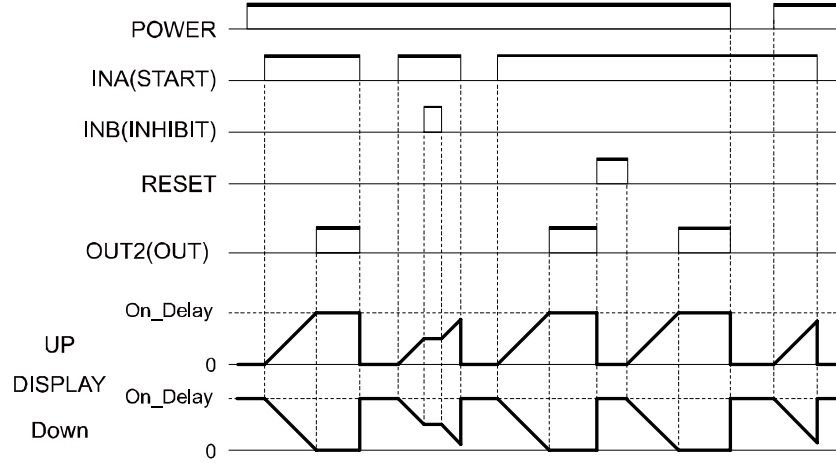 POWER
INA(START)
INB(INHIBIT)
RESET
OUT2(OUT)
On_Delay
UP
0
DISPLAY
On_Delay
Down
0